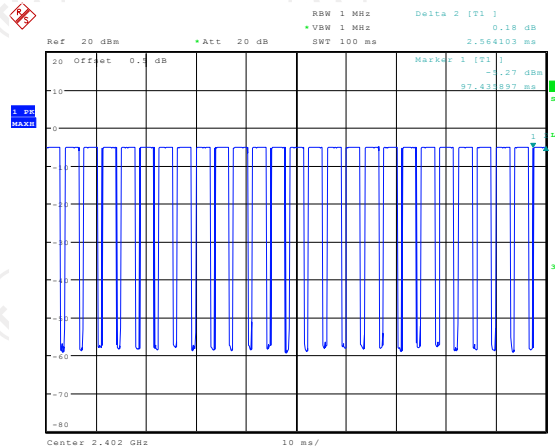 RBW 1 MHz Delta 2 [T1 ]
* VBW 1 MHz 0.18 dB
Ref 20 dBm * Att 20 dB SWT 100 ms 2.564103 ms
20 Offset 0.5 dB Marker 1 [T1 ]
-5.27 dBm
10 97.435897 ms
1 PK
MAXH
0
1
-10
-20
-30
-40
3
-50
-60
-70
-80
Center 2.402 GHz 10 ms/